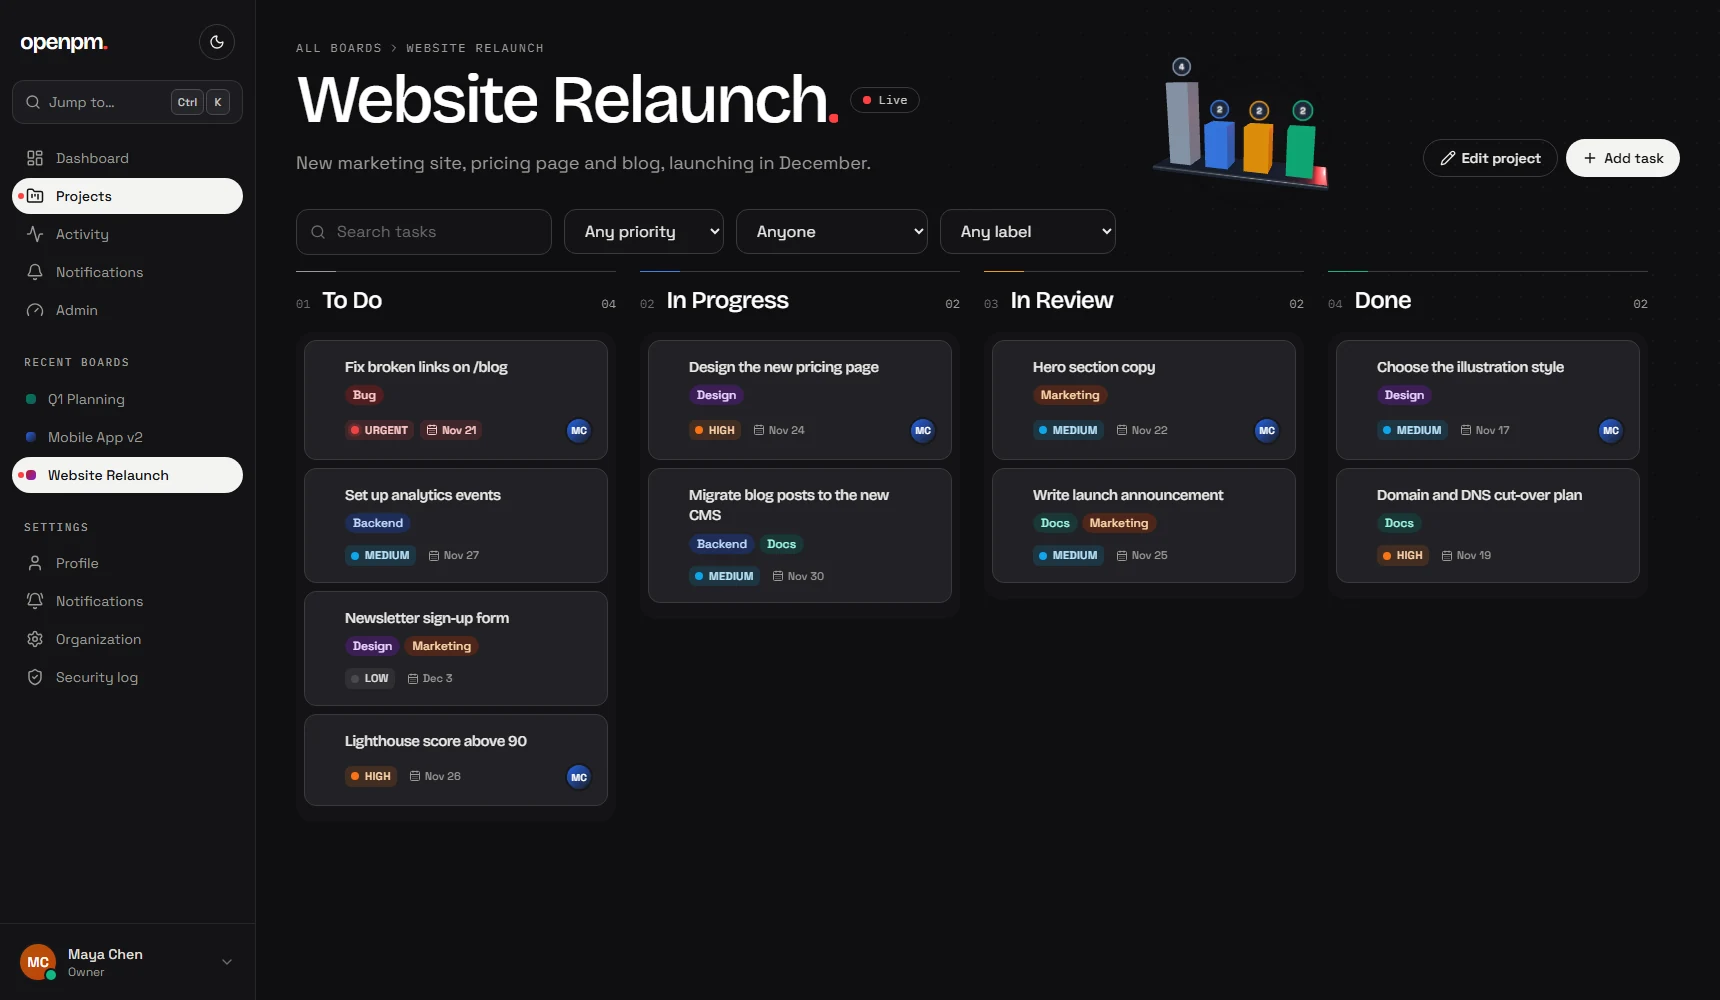 openpm.
Jump to...
Ctrl K
Dashboard
Projects
Activity
Notifications
Admin
RECENT BOARDS
Q1 Planning
Mobile App v2
Website Relaunch
SETTINGS
Profile
Notifications
Organization
Security log
MC
Maya Chen
Owner
ALL BOARDS > WEBSITE RELAUNCH
Website Relaunch.
Live
New marketing site, pricing page and blog, launching in December.
4
2
2
2
Edit project
Add task
Search tasks
Any priority
Anyone
Any label
01 To Do 04
Fix broken links on /blog
Bug
URGENT Nov 21 MC
Set up analytics events
Backend
MEDIUM Nov 27
Newsletter sign-up form
Design Marketing
LOW Dec 3
Lighthouse score above 90
HIGH Nov 26 MC
02 In Progress 02
Design the new pricing page
Design
HIGH Nov 24 MC
Migrate blog posts to the new
CMS
Backend Docs
MEDIUM Nov 30
03 In Review 02
Hero section copy
Marketing
MEDIUM Nov 22 MC
Write launch announcement
Docs Marketing
MEDIUM Nov 25
04 Done 02
Choose the illustration style
Design
MEDIUM Nov 17 MC
Domain and DNS cut-over plan
Docs
HIGH Nov 19